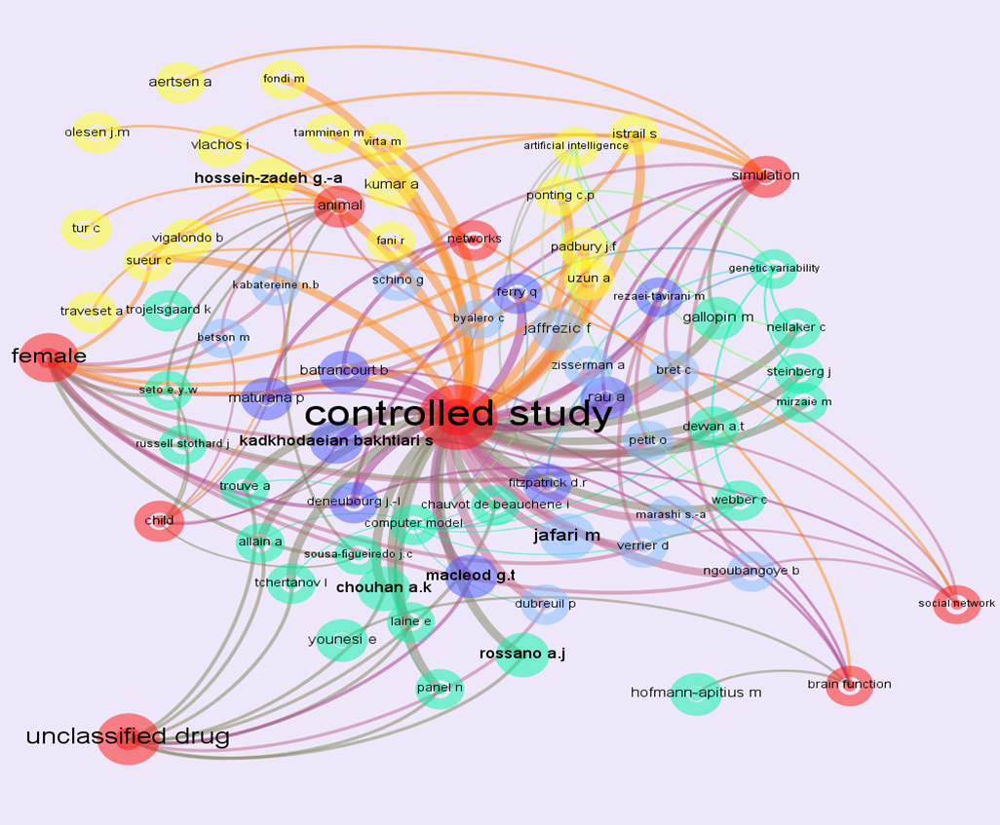 fondi m
aertsen a
olesen j.m
tamminen m
istrail s
vlachos i
virta m
artificial intelligence
hossein-zadeh g.-a
kumar a
simulation
ponting c.p
animal
tur c
vigalondo b
fani r
networks
padbury j.f
sueur c
genetic variability
kabatereine n.b
schino g
uzun a
ferry q
rezaei-tavirani m
traveset a
trojelsgaard k
byalero c
gallopin m
jaffrezic f
nellaker c
betson m
female
batrancourt b
zisserman a
bret c
steinberg j
seto e.y.w
maturana p
rau a
mirzaie m
controlled study
dewan a.t
russell stothard j
kadkhodaeian bakhtiari s
petit o
trouve a
fitzpatrick d.r
deneubourg j.-l
chauvot de beauchene i
webber c
child
computer model
marashi s.-a
allain a
jafari m
verrier d
sousa-figueiredo j.c
ngoubangoye b
macleod g.t
tchertanov l
chouhan a.k
dubreuil p
social network
laine e
younesi e
rossano a.j
panel n
hofmann-apitius m
brain function
unclassified drug